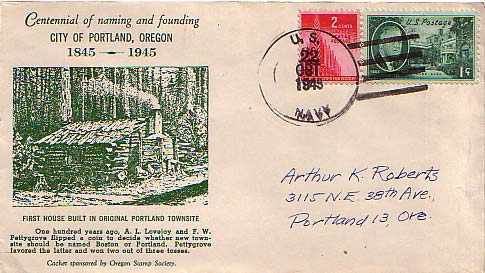 Centennial of naming and founding
CITY OF PORTLAND, OREGON
1845 - 1945
FIRST HOUSE BUILT IN ORIGINAL PORTLAND TOWNSITE
One hundred years ago, A. L. Lovejoy and F. W.
Pettygrove flipped a coin to decide whether new town-
site should be named Boston or Portland. Pettygrove
favored the latter and won two out of three tosses.
Cachet sponsored by Oregon Stamp Society.
2 CENTS
U.S. Postage
1¢
U. S.
22
OCT
1945
NAVY
Arthur K Roberts
3115 N.E. 38th Ave.,
Portland 13, Ore.